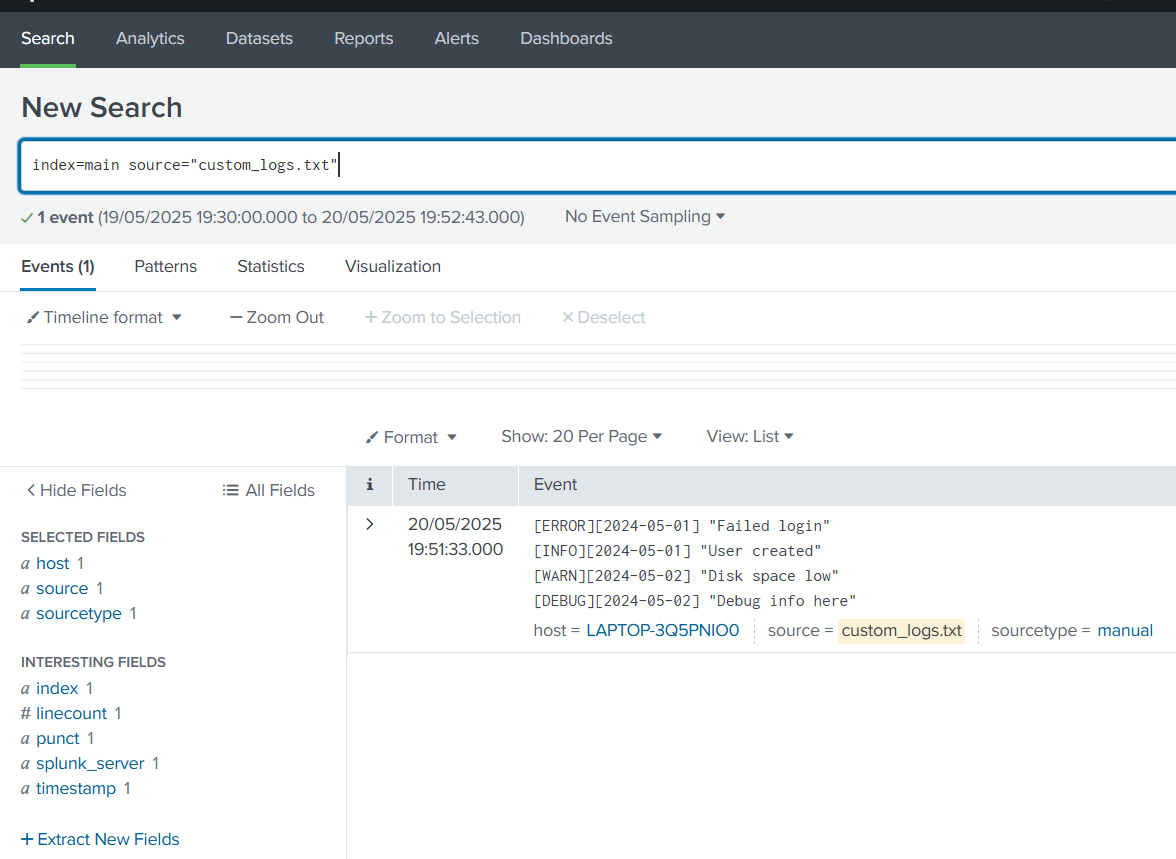 Search Analytics Datasets Reports Alerts Dashboards
New Search
index=main source="custom_logs.txt"
1 event (19/05/2025 19:30:00.000 to 20/05/2025 19:52:43.000) No Event Sampling
Events (1) Patterns Statistics Visualization
Timeline format — Zoom Out + Zoom to Selection × Deselect
Format Show: 20 Per Page View: List
< Hide Fields All Fields
i Time Event
SELECTED FIELDS
a host 1
a source 1
a sourcetype 1
INTERESTING FIELDS
a index 1
# linecount 1
a punct 1
a splunk_server 1
a timestamp 1
+ Extract New Fields
> 20/05/2025
19:51:33.000
[ERROR][2024-05-01] "Failed login"
[INFO][2024-05-01] "User created"
[WARN][2024-05-02] "Disk space low"
[DEBUG][2024-05-02] "Debug info here"
host = LAPTOP-3Q5PNIO0 source = custom_logs.txt sourcetype = manual